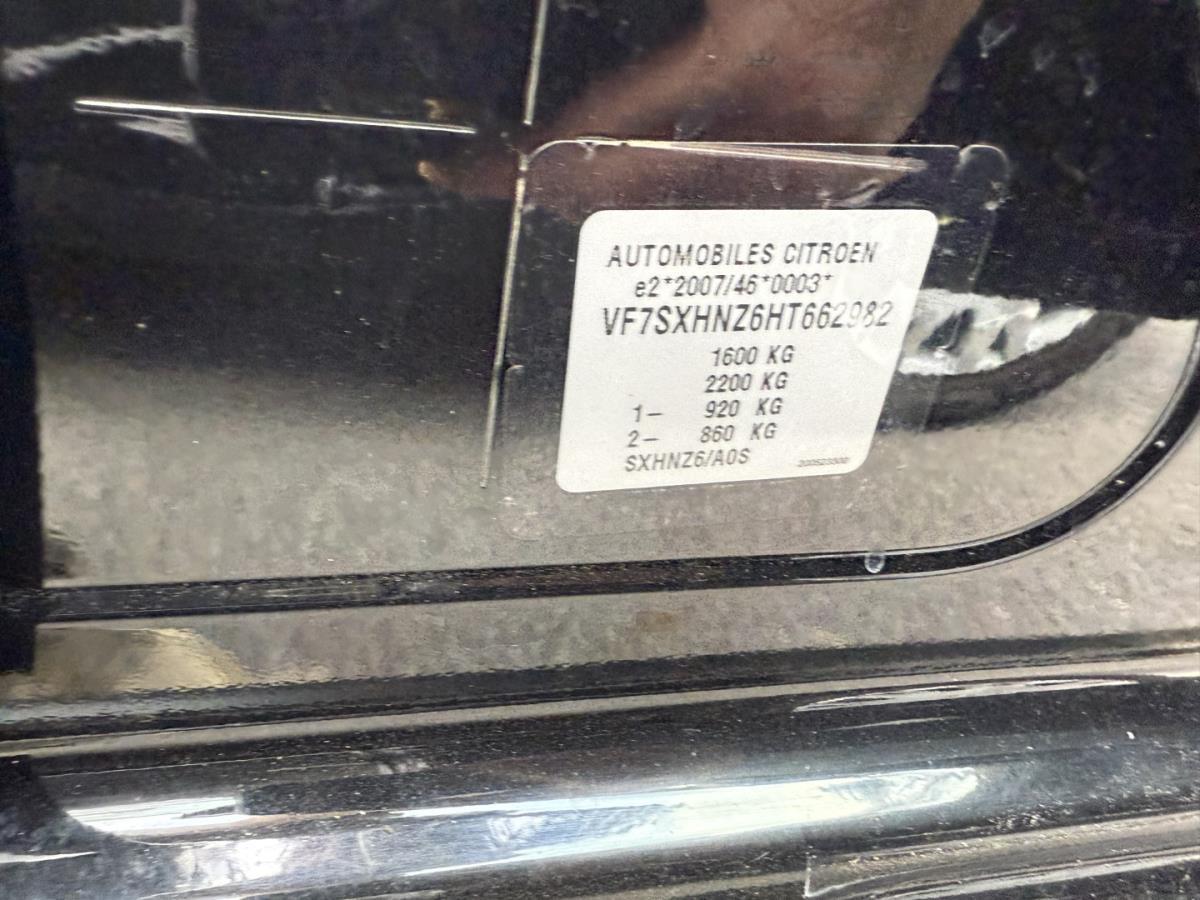 AUTOMOBILES CITROEN
e2*2007/46*0003*
VF7SXHNZ6HT662982
1600 KG
2200 KG
1– 920 KG
2– 860 KG
SXHNZ6/A0S